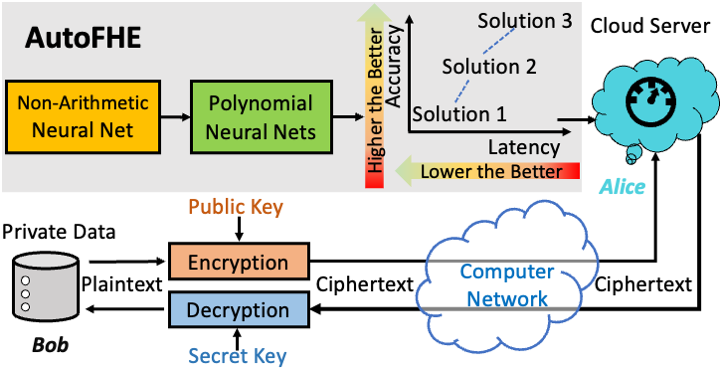 AutoFHE
Non-Arithmetic
Neural Net
Polynomial
Neural Nets
Higher the Better
Accuracy
Solution 3
Solution 2
Solution 1
Latency
Lower the Better
Cloud Server
Alice
Public Key
Private Data
Encryption
Plaintext
Ciphertext
Computer
Network
Ciphertext
Decryption
Bob
Secret Key